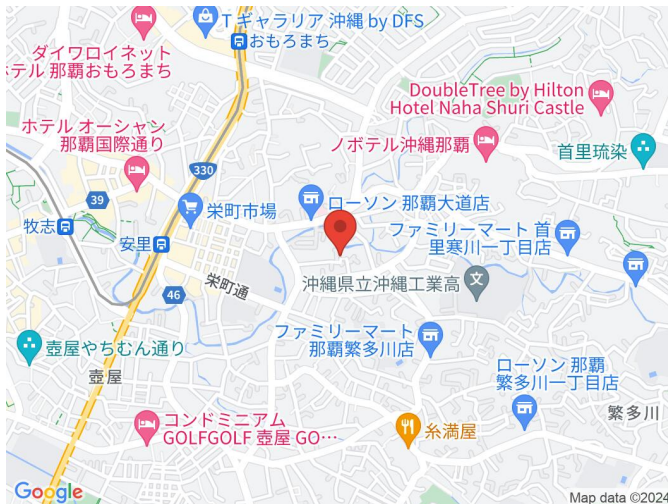 T ギャラリア 沖縄 by DFS
おもろまち
ダイワロイネット
ホテル 那覇おもろまち
DoubleTree by Hilton
Hotel Naha Shuri Castle
ホテル オーシャン
那覇国際通り
ノボテル沖縄那覇
首里琉染
330
39
栄町市場
ローソン 那覇大道店
牧志
安里
ファミリーマート 首
里寒川一丁目店
栄町通
46
沖縄県立沖縄工業高
文
壺屋やちむん通り
ファミリーマート
那覇繁多川店
壺屋
ローソン 那覇
繁多川一丁目店
コンドミニアム
GOLFGOLF 壺屋 GO…
糸満屋
繁多川
Google
Map data ©2024